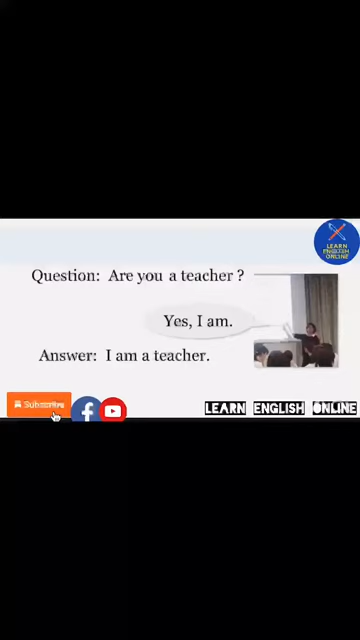 LEARN
ENGLISH
ONLINE
Question: Are you a teacher ?
Yes, I am.
Answer: I am a teacher.
Subscribe
LEARN ENGLISH ONLINE